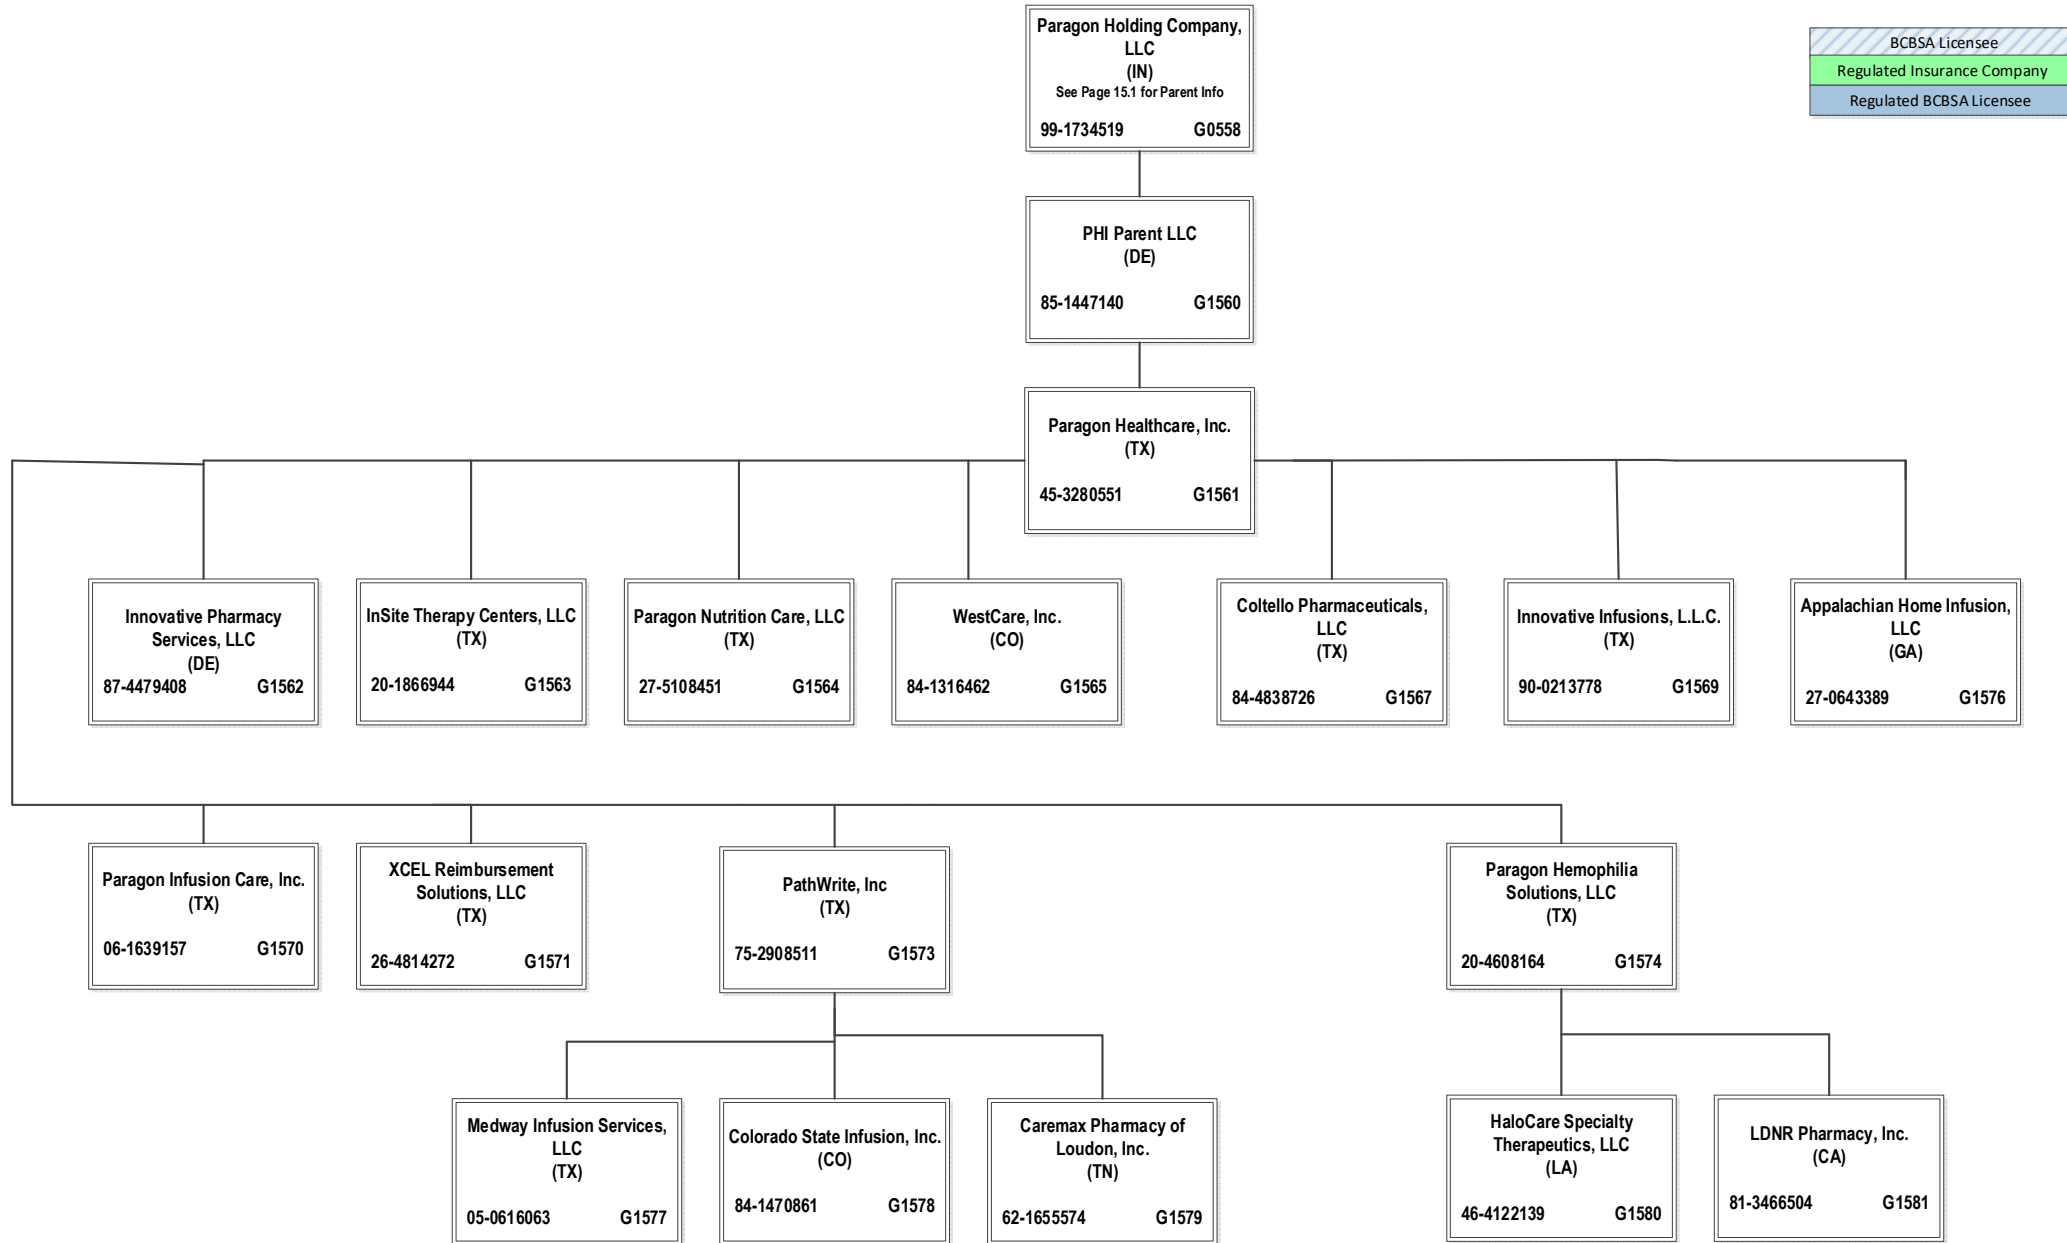 Paragon Holding Company,
LLC
(IN)
See Page 15.1 for Parent Info
99-1734519 G0558
BCBSA Licensee
Regulated Insurance Company
Regulated BCBSA Licensee
PHI Parent LLC
(DE)
85-1447140 G1560
Paragon Healthcare, Inc.
(TX)
45-3280551 G1561
Innovative Pharmacy
Services, LLC
(DE)
87-4479408 G1562
InSite Therapy Centers, LLC
(TX)
20-1866944 G1563
Paragon Nutrition Care, LLC
(TX)
27-5108451 G1564
WestCare, Inc.
(CO)
84-1316462 G1565
Coltello Pharmaceuticals,
LLC
(TX)
84-4838726 G1567
Innovative Infusions, L.L.C.
(TX)
90-0213778 G1569
Appalachian Home Infusion,
LLC
(GA)
27-0643389 G1576
Paragon Infusion Care, Inc.
(TX)
06-1639157 G1570
XCEL Reimbursement
Solutions, LLC
(TX)
26-4814272 G1571
PathWrite, Inc
(TX)
75-2908511 G1573
Paragon Hemophilia
Solutions, LLC
(TX)
20-4608164 G1574
Medway Infusion Services,
LLC
(TX)
05-0616063 G1577
Colorado State Infusion, Inc.
(CO)
84-1470861 G1578
Caremax Pharmacy of
Loudon, Inc.
(TN)
62-1655574 G1579
HaloCare Specialty
Therapeutics, LLC
(LA)
46-4122139 G1580
LDNR Pharmacy, Inc.
(CA)
81-3466504 G1581